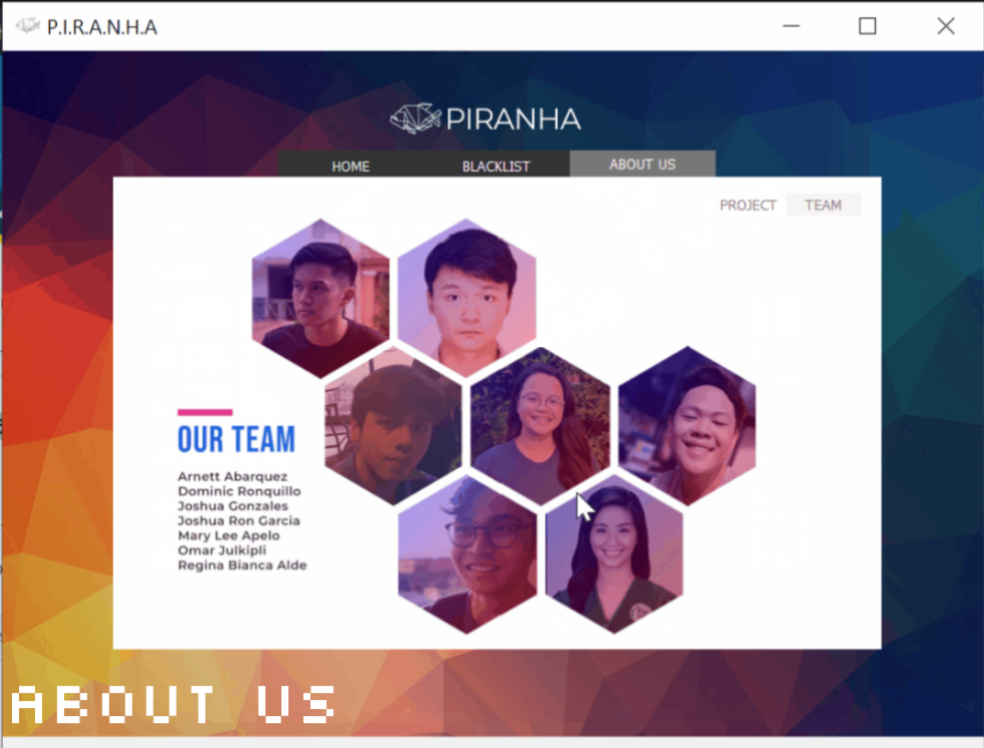 P.I.R.A.N.H.A
PIRANHA
HOME BLACKLIST ABOUT US
PROJECT TEAM
OUR TEAM
Arnett Abarquez
Dominic Ronquillo
Joshua Gonzales
Joshua Ron Garcia
Mary Lee Apelo
Omar Julkipli
Regina Bianca Alde
ABOUT US